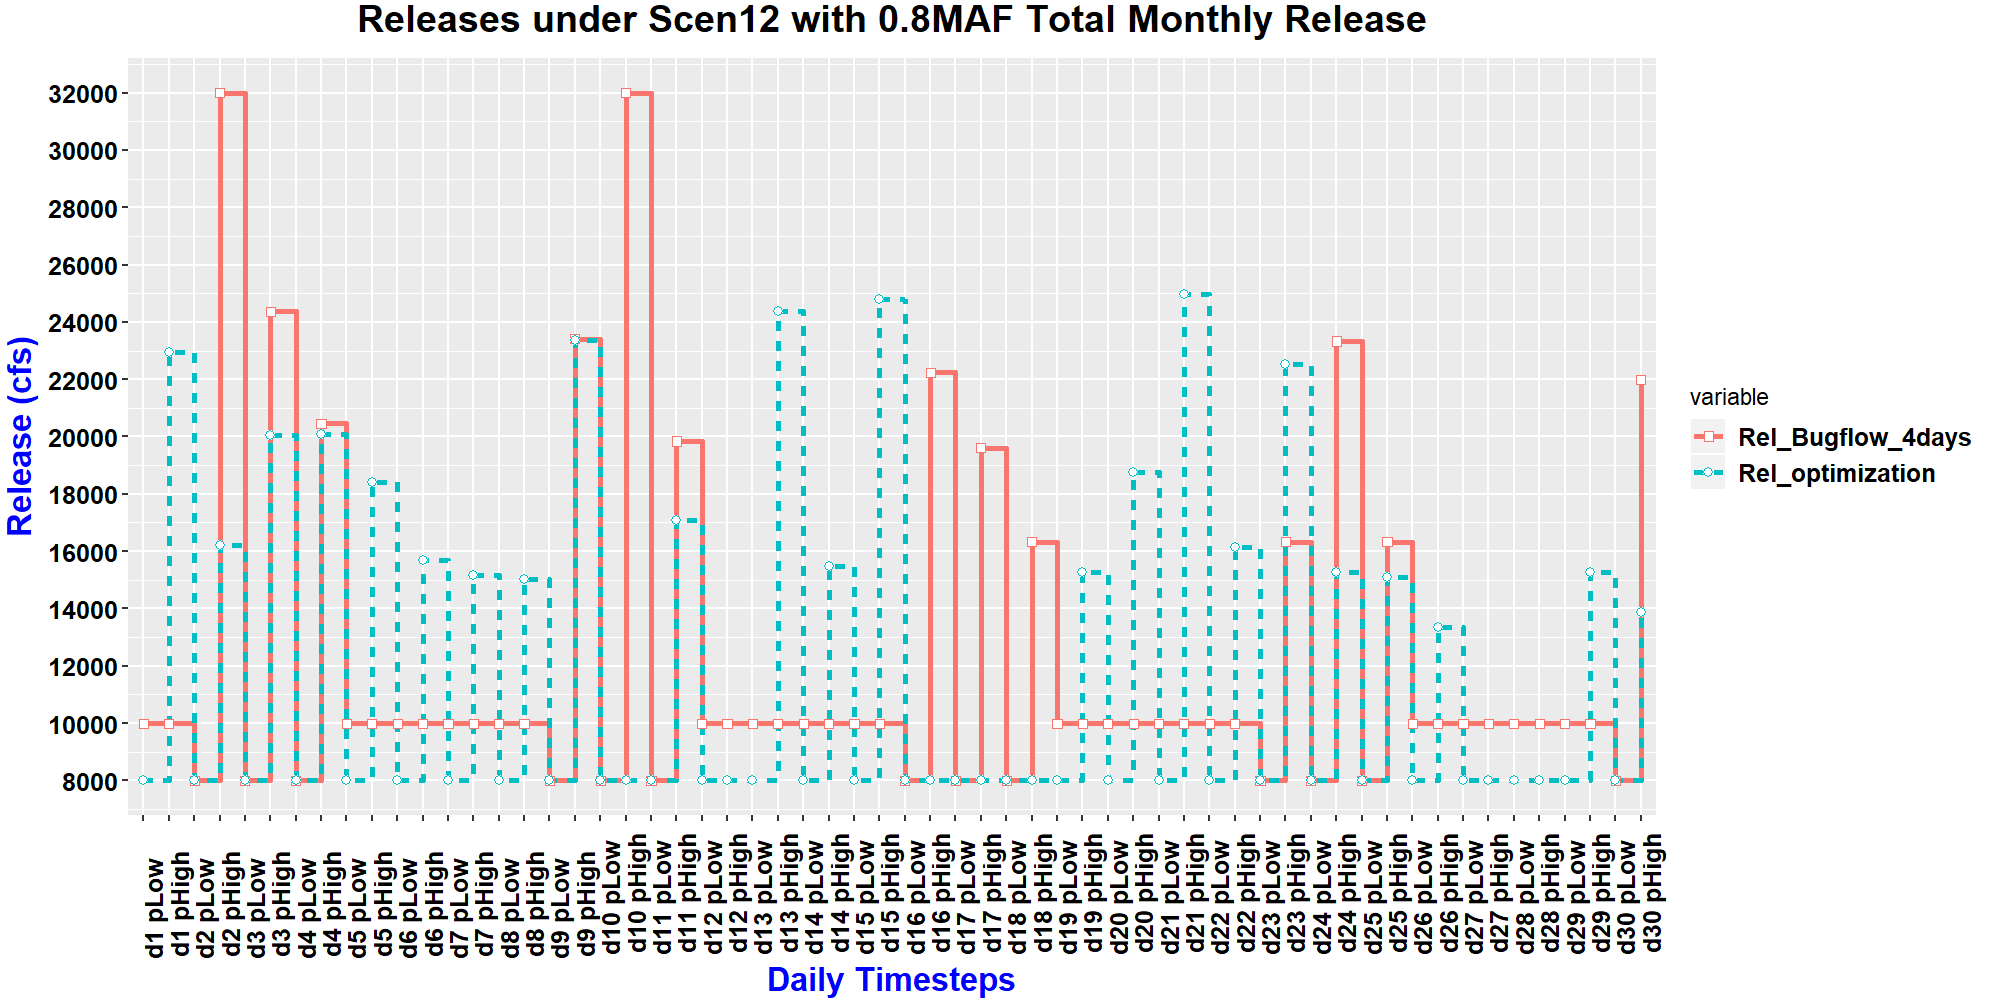 Releases under Scen12 with 0.8MAF Total Monthly Release
Release (cfs)
32000
30000
28000
26000
24000
22000
20000
18000
16000
14000
12000
10000
8000
d1 pLow
d1 pHigh
d2 pLow
d2 pHigh
d3 pLow
d3 pHigh
d4 pLow
d4 pHigh
d5 pLow
d5 pHigh
d6 pLow
d6 pHigh
d7 pLow
d7 pHigh
d8 pLow
d8 pHigh
d9 pLow
d9 pHigh
d10 pLow
d10 pHigh
d11 pLow
d11 pHigh
d12 pLow
d12 pHigh
d13 pLow
d13 pHigh
d14 pLow
d14 pHigh
d15 pLow
d15 pHigh
d16 pLow
d16 pHigh
d17 pLow
d17 pHigh
d18 pLow
d18 pHigh
d19 pLow
d19 pHigh
d20 pLow
d20 pHigh
d21 pLow
d21 pHigh
d22 pLow
d22 pHigh
d23 pLow
d23 pHigh
d24 pLow
d24 pHigh
d25 pLow
d25 pHigh
d26 pLow
d26 pHigh
d27 pLow
d27 pHigh
d28 pLow
d28 pHigh
d29 pLow
d29 pHigh
d30 pLow
d30 pHigh
Daily Timesteps
variable
Rel_Bugflow_4days
Rel_optimization